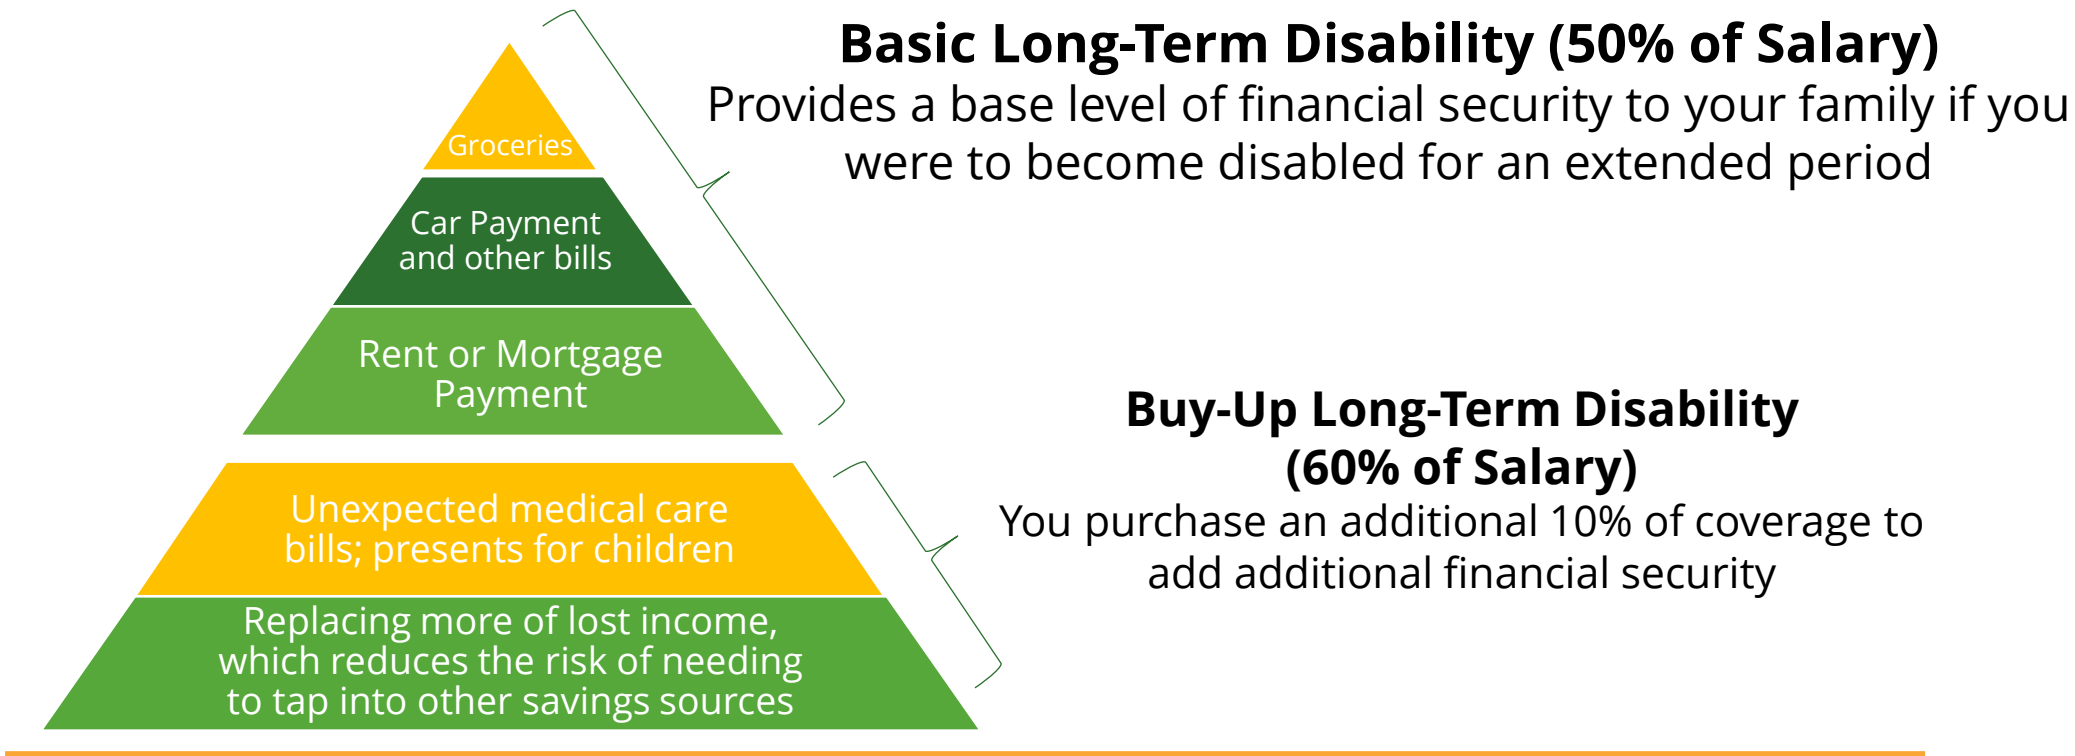 Basic Long-Term Disability (50% of Salary)
Provides a base level of financial security to your family if you
were to become disabled for an extended period
Groceries
Car Payment
and other bills
Rent or Mortgage
Payment
Buy-Up Long-Term Disability
(60% of Salary)
You purchase an additional 10% of coverage to
add additional financial security
Unexpected medical care
bills; presents for children
Replacing more of lost income,
which reduces the risk of needing
to tap into other savings sources